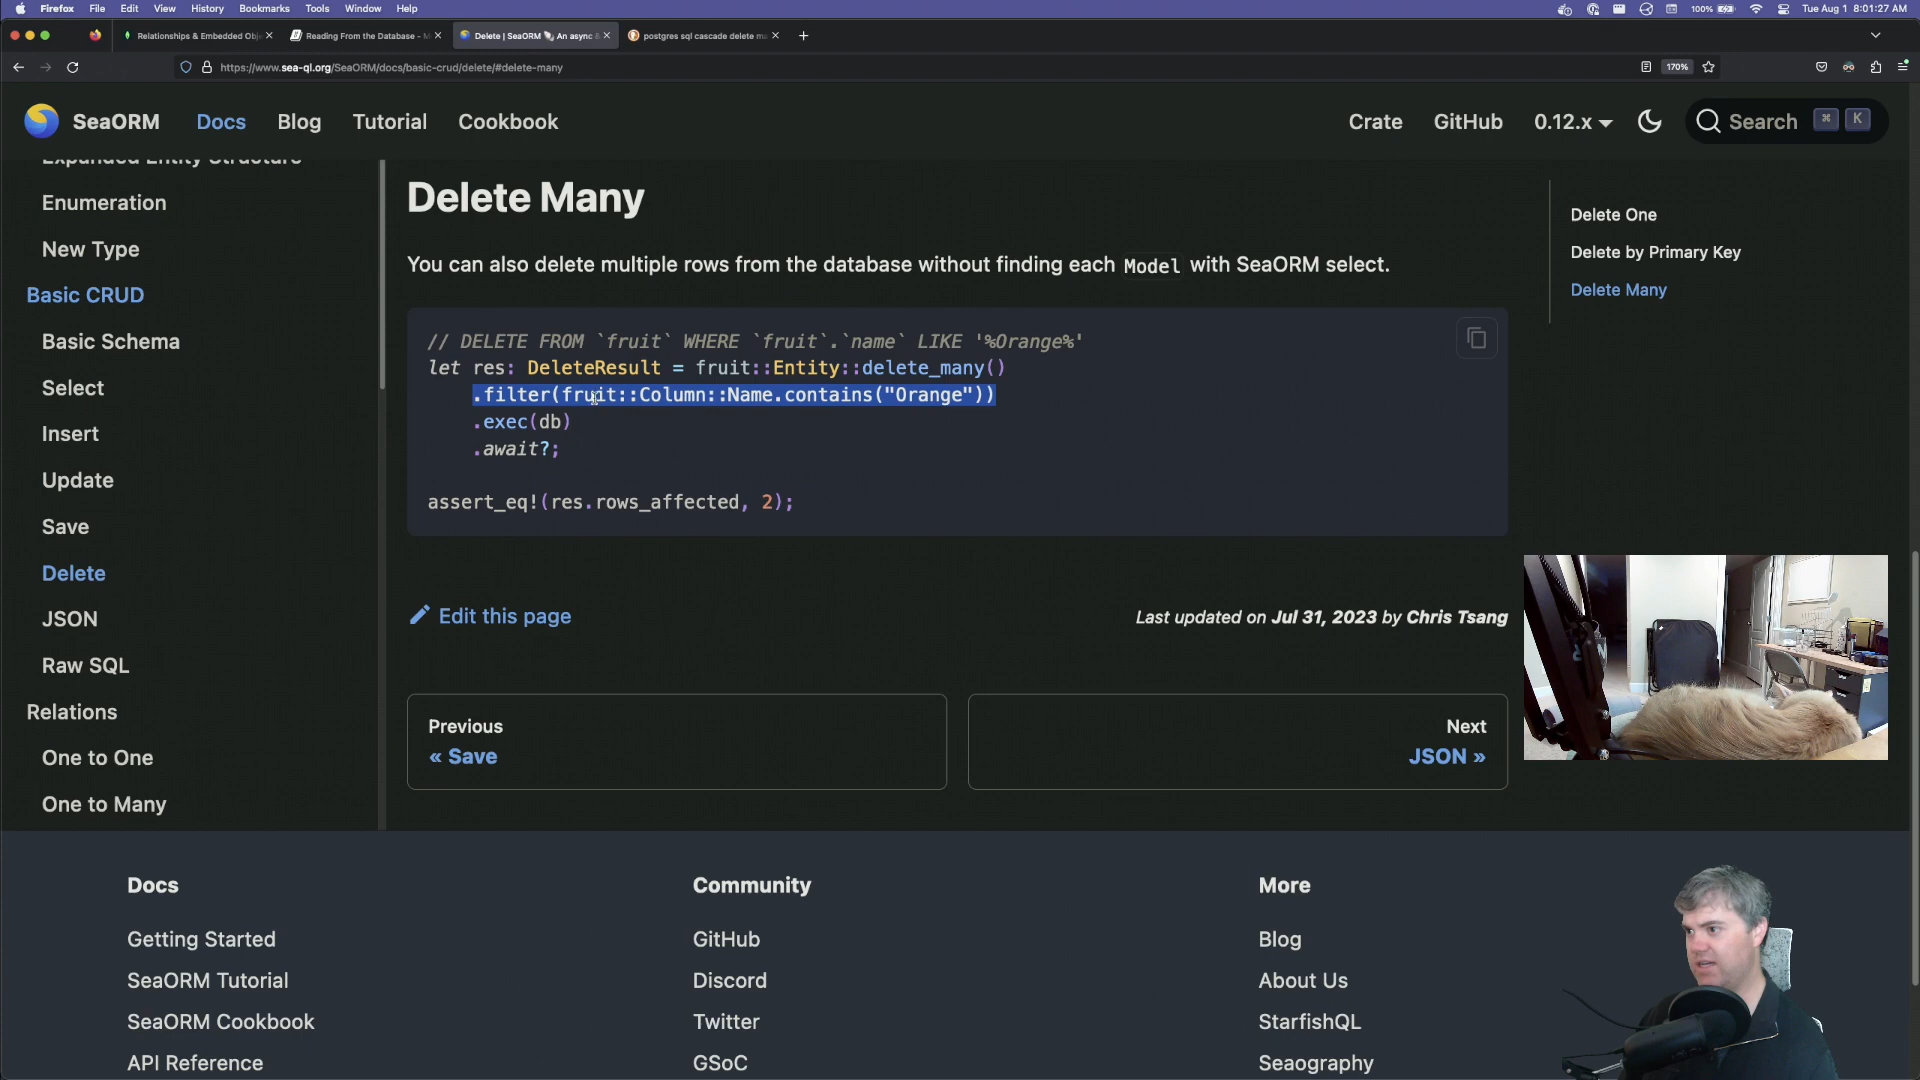 Firefox File Edit View History Bookmarks Tools Window Help
100% Tue Aug 1 8:01:27 AM
Relationships & Embedded Obj
Reading From the Database - M
Delete | SeaORM 🐚 An async &
postgres sql cascade delete m
https://www.sea-ql.org/SeaORM/docs/basic-crud/delete/#delete-many
170%
SeaORM Docs Blog Tutorial Cookbook
Crate GitHub 0.12.x Search ⌘ K
Expanded Entity Structure
Enumeration
New Type
Basic CRUD
Basic Schema
Select
Insert
Update
Save
Delete
JSON
Raw SQL
Relations
One to One
One to Many
Delete Many
You can also delete multiple rows from the database without finding each Model with SeaORM select.
// DELETE FROM `fruit` WHERE `fruit`.`name` LIKE '%Orange%'
let res: DeleteResult = fruit::Entity::delete_many()
.filter(fruit::Column::Name.contains("Orange"))
.exec(db)
.await?;
assert_eq!(res.rows_affected, 2);
Edit this page
Last updated on Jul 31, 2023 by Chris Tsang
Previous
« Save
Next
JSON »
Delete One
Delete by Primary Key
Delete Many
Docs
Getting Started
SeaORM Tutorial
SeaORM Cookbook
API Reference
Community
GitHub
Discord
Twitter
GSoC
More
Blog
About Us
StarfishQL
Seaography